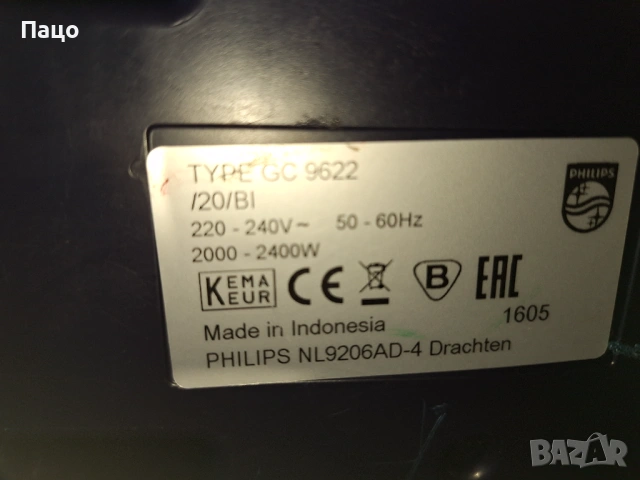 Пацо
TYPE GC 9622
/20/BI
220 - 240V~ 50 - 60Hz
2000 - 2400W
PHILIPS
KEMA
KEUR
CE
B
EAC
1605
Made in Indonesia
PHILIPS NL9206AD-4 Drachten
BAZAR